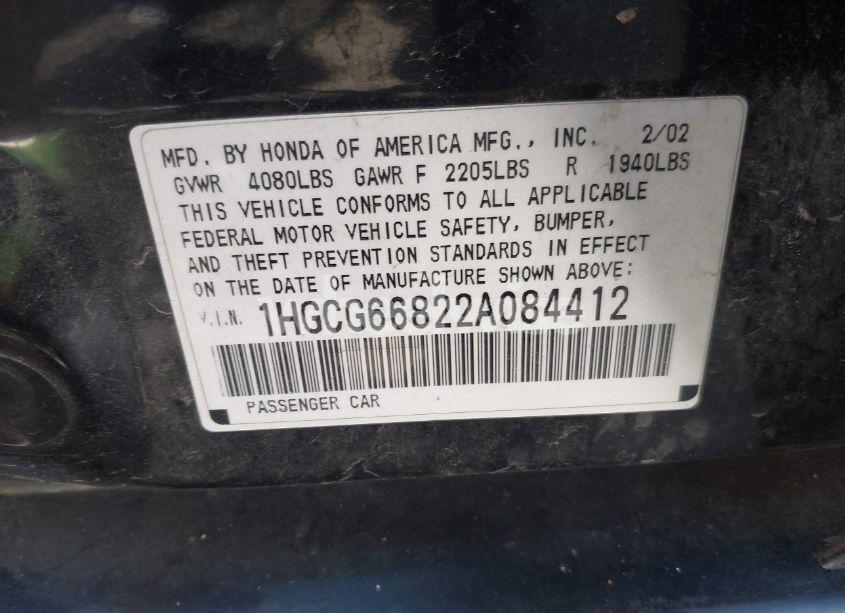 MFD. BY HONDA OF AMERICA MFG., INC. 2/02
GVWR 4080LBS GAWR F 2205LBS R 1940LBS
THIS VEHICLE CONFORMS TO ALL APPLICABLE
FEDERAL MOTOR VEHICLE SAFETY, BUMPER,
AND THEFT PREVENTION STANDARDS IN EFFECT
ON THE DATE OF MANUFACTURE SHOWN ABOVE:
V.I.N. 1HGCG66822A084412
PASSENGER CAR